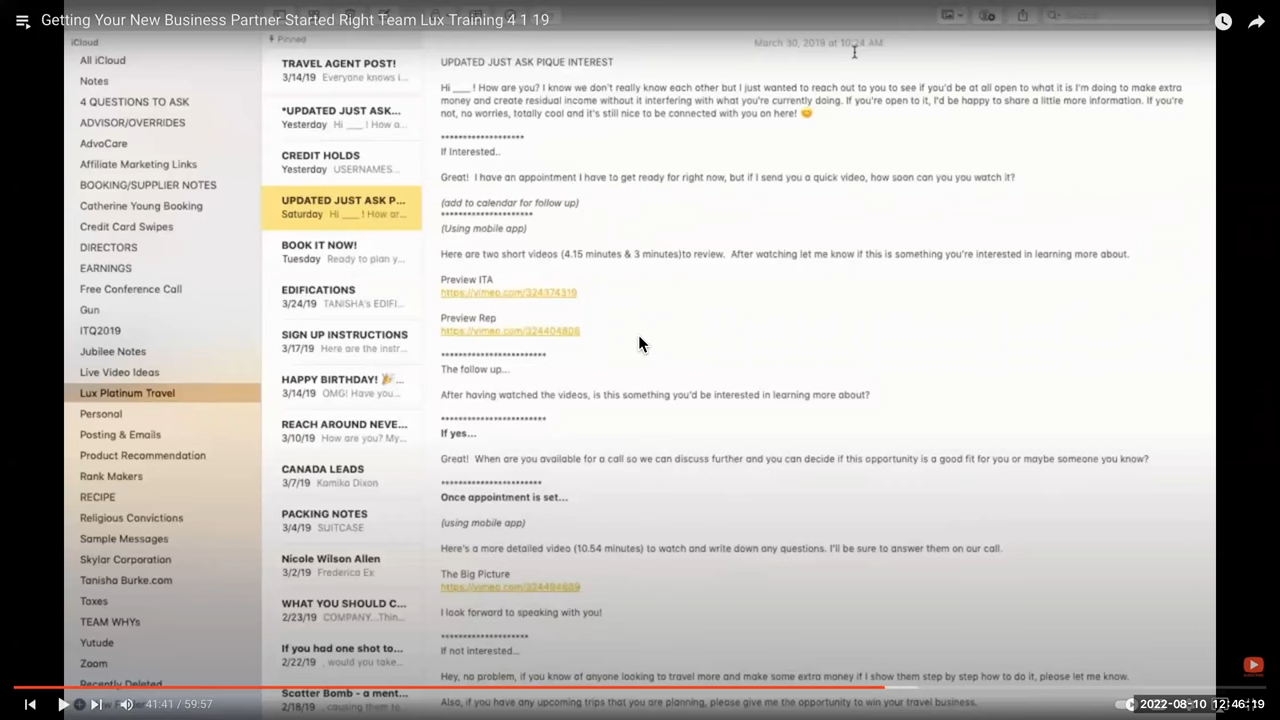 Getting Your New Business Partner Started Right Team Lux Training 4 1 19
iCloud
All iCloud
Notes
4 QUESTIONS TO ASK
ADVISOR/OVERRIDES
AdvoCare
Affiliate Marketing Links
BOOKING/SUPPLIER NOTES
Catherine Young Booking
Credit Card Swipes
DIRECTORS
EARNINGS
Free Conference Call
Gun
ITQ2019
Jubilee Notes
Live Video Ideas
Lux Platinum Travel
Personal
Posting & Emails
Product Recommendation
Rank Makers
RECIPE
Religious Convictions
Sample Messages
Skylar Corporation
Tanisha Burke.com
Taxes
TEAM WHYs
Yutude
Zoom
Recently Deleted
Pinned
TRAVEL AGENT POST!
3/14/19 Everyone knows i...
*UPDATED JUST ASK...
Yesterday Hi ___ ! How a...
CREDIT HOLDS
Yesterday USERNAMES...
UPDATED JUST ASK P...
Saturday Hi ___ ! How ar...
BOOK IT NOW!
Tuesday Ready to plan y...
EDIFICATIONS
3/24/19 TANISHA's EDIFI...
SIGN UP INSTRUCTIONS
3/17/19 Here are the instr...
HAPPY BIRTHDAY! 🎉...
3/14/19 OMG! Have you...
REACH AROUND NEVE...
3/10/19 How are you? My...
CANADA LEADS
3/7/19 Kamika Dixon
PACKING NOTES
3/4/19 SUITCASE
Nicole Wilson Allen
3/2/19 Frederica Ex
WHAT YOU SHOULD C...
2/23/19 COMPANY...Thin...
If you had one shot to...
2/22/19 , would you take...
Scatter Bomb - a ment...
2/18/19 , causing them to
March 30, 2019 at 10:24 AM
UPDATED JUST ASK PIQUE INTEREST
Hi ___ ! How are you? I know we don't really know each other but I just wanted to reach out to you to see if you'd be at all open to what it is I'm doing to make extra
money and create residual income without it interfering with what you're currently doing. If you're open to it, I'd be happy to share a little more information. If you're
not, no worries, totally cool and it's still nice to be connected with you on here! 😊
*******************
If Interested..
Great! I have an appointment I have to get ready for right now, but if I send you a quick video, how soon can you you watch it?
(add to calendar for follow up)
*********************
(Using mobile app)
Here are two short videos (4.15 minutes & 3 minutes)to review. After watching let me know if this is something you're interested in learning more about.
Preview ITA
https://vimeo.com/324374319
Preview Rep
https://vimeo.com/324404808
************************
The follow up...
After having watched the videos, is this something you'd be interested in learning more about?
************************
If yes...
Great! When are you available for a call so we can discuss further and you can decide if this opportunity is a good fit for you or maybe someone you know?
***********************
Once appointment is set...
(using mobile app)
Here's a more detailed video (10.54 minutes) to watch and write down any questions. I'll be sure to answer them on our call.
The Big Picture
I look forward to speaking with you!
********************
If not interested...
Hey, no problem, if you know of anyone looking to travel more and make some extra money if I show them step by step how to do it, please let me know.
Also, if you have any upcoming trips that you are planning, please give me the opportunity to win your travel business.
41:41 / 59:57
2022-08-10 12:46:19